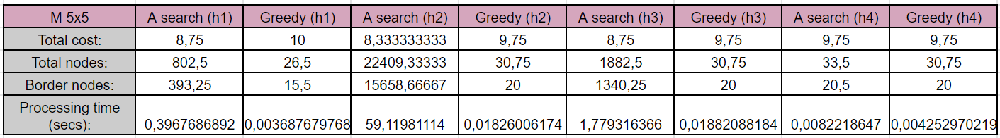 M 5x5 A search (h1) Greedy (h1) A search (h2) Greedy (h2) A search (h3) Greedy (h3) A search (h4) Greedy (h4)
Total cost: 8,75 10 8,333333333 9,75 8,75 9,75 9,75 9,75
Total nodes: 802,5 26,5 22409,33333 30,75 1882,5 30,75 33,5 30,75
Border nodes: 393,25 15,5 15658,66667 20 1340,25 20 20,5 20
Processing time
(secs): 0,3967686892 0,003687679768 59,11981114 0,01826006174 1,779316366 0,01882088184 0,0082218647 0,004252970219